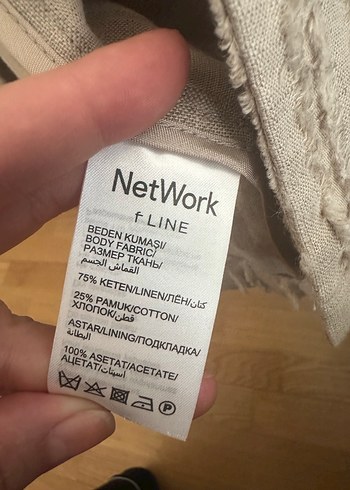 NetWork
f LINE
BEDEN KUMAŞI/
BODY FABRIC/
РАЗМЕР ТКАНЬ/
القماش الجسم
75% KETEN/LINEN/ЛЁН/كتان
25% PAMUK/COTTON/
ХЛОПОК/قطن
ASTAR/LINING/ПОДКЛАДКА/
البطانة
100% ASETAT/ACETATE/
АЦЕТАТ/أسيتات
P